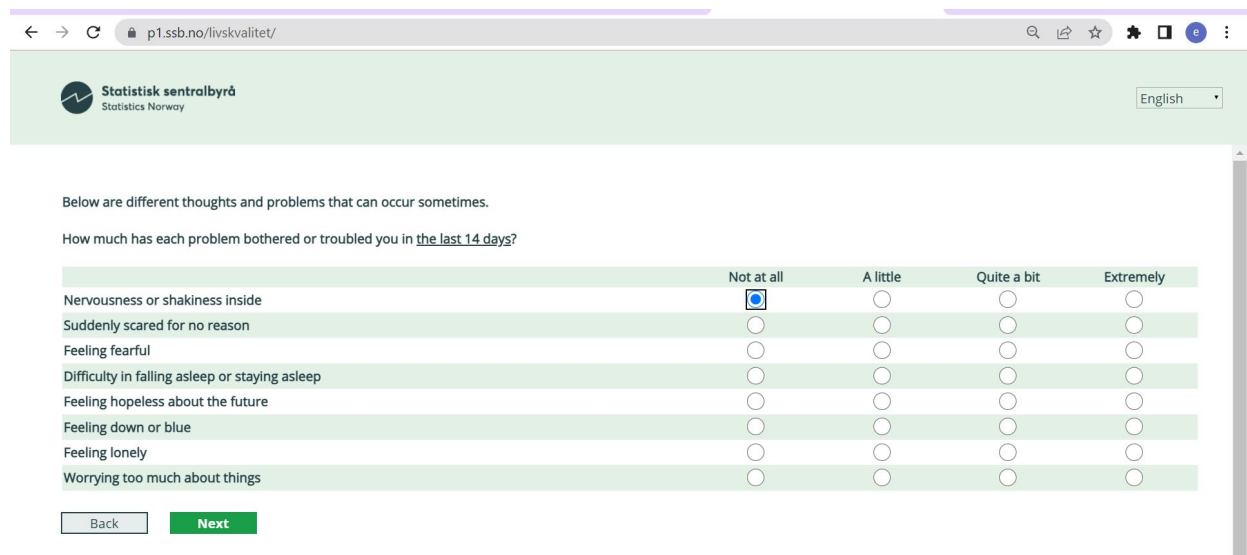 p1.ssb.no/livskvalitet/
e
Statistisk sentralbyrå
Statistics Norway
English
Below are different thoughts and problems that can occur sometimes.
How much has each problem bothered or troubled you in the last 14 days?
Not at all A little Quite a bit Extremely
Nervousness or shakiness inside
Suddenly scared for no reason
Feeling fearful
Difficulty in falling asleep or staying asleep
Feeling hopeless about the future
Feeling down or blue
Feeling lonely
Worrying too much about things
Back Next